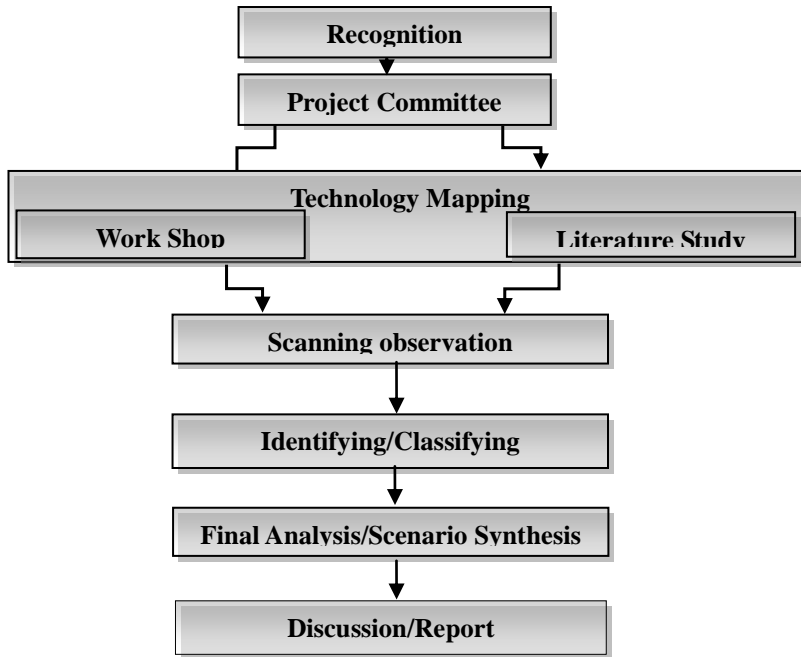 Recognition
Project Committee
Technology Mapping
Work Shop
Literature Study
Scanning observation
Identifying/Classifying
Final Analysis/Scenario Synthesis
Discussion/Report